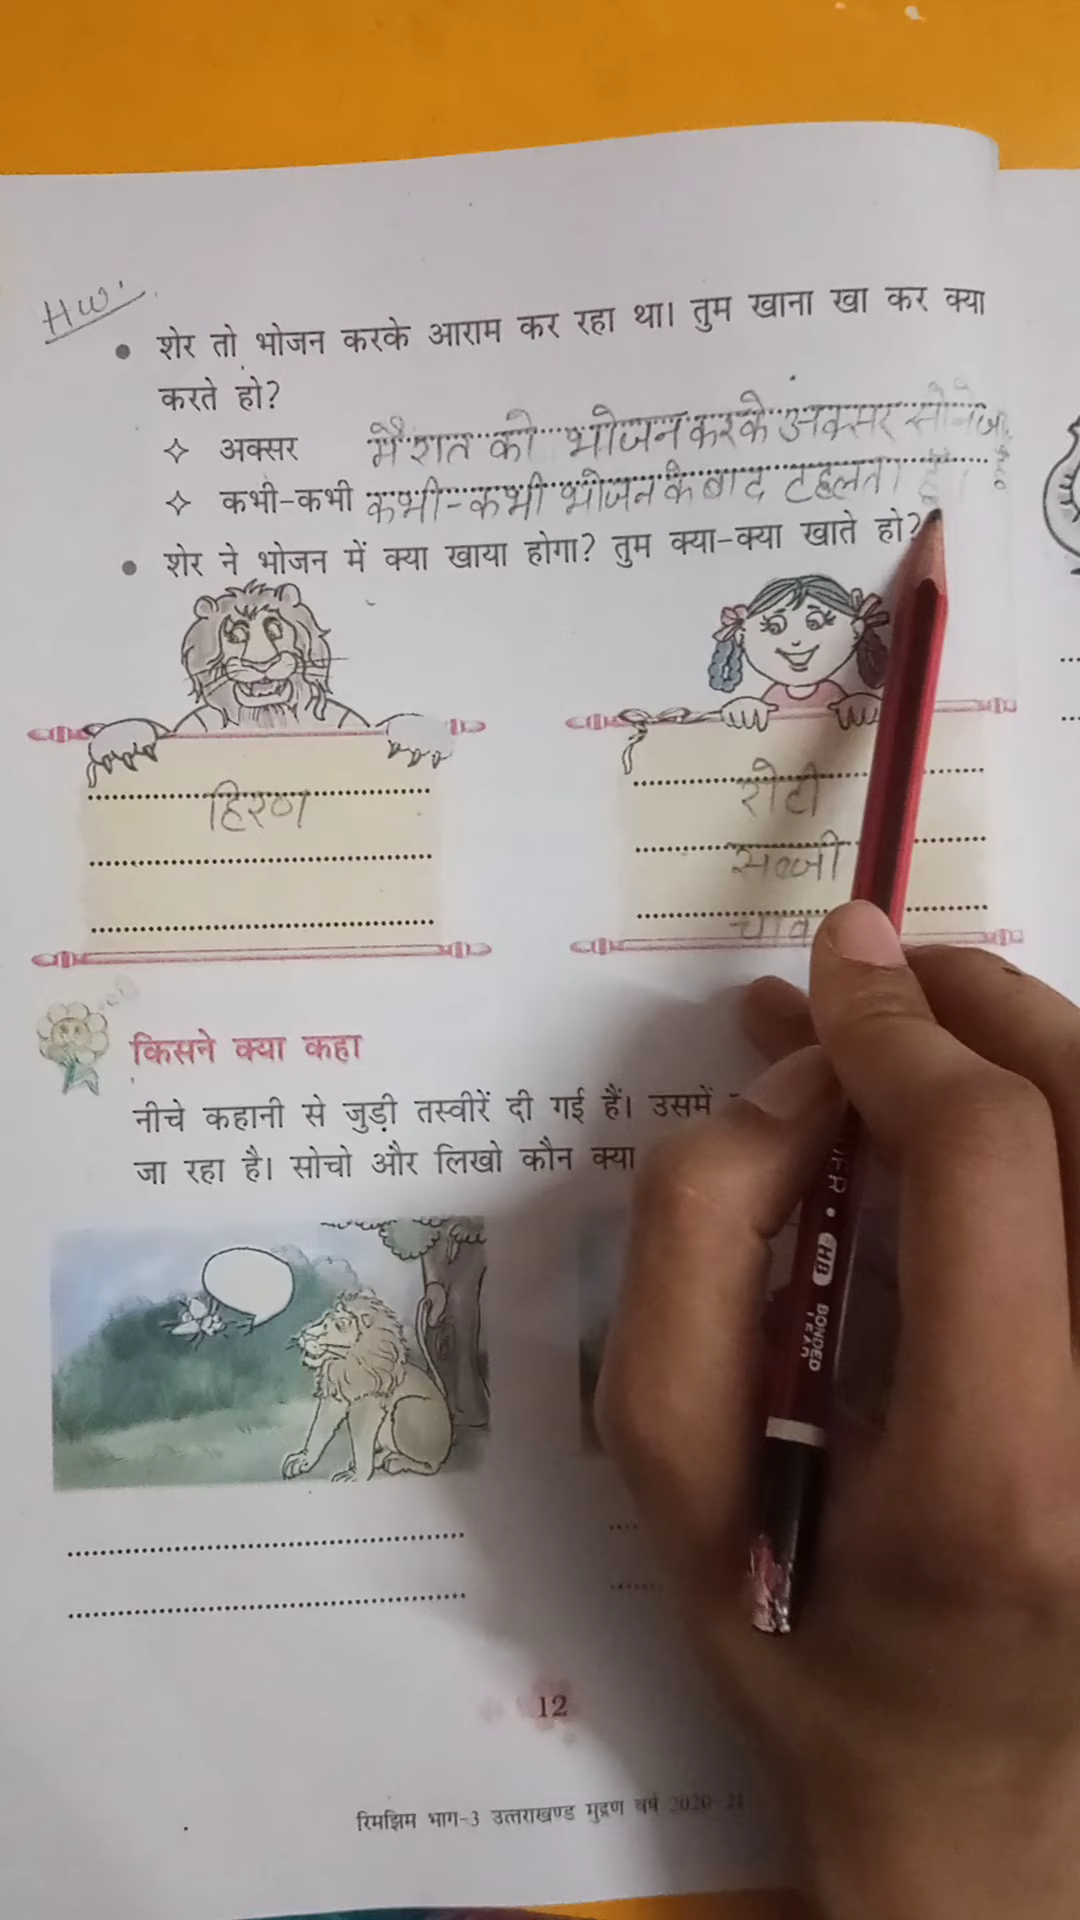 HW.
शेर तो भोजन करके आराम कर रहा था। तुम खाना खा कर क्या
करते हो?
अक्सर मै रात को भोजन करके अक्सर सोने
कभी-कभी कभी-कभी भोजन के बाद टहलता
शेर ने भोजन में क्या खाया होगा? तुम क्या-क्या खाते हो?
हिरण
रोटी
सब्जी
किसने क्या कहा
नीचे कहानी से जुड़ी तस्वीरें दी गई हैं। उसमें
जा रहा है। सोचो और लिखो कौन क्या
HB
BONDED
LEAD
12
रिमझिम भाग-3 उत्तराखण्ड मुद्रण वर्ष 2020-21